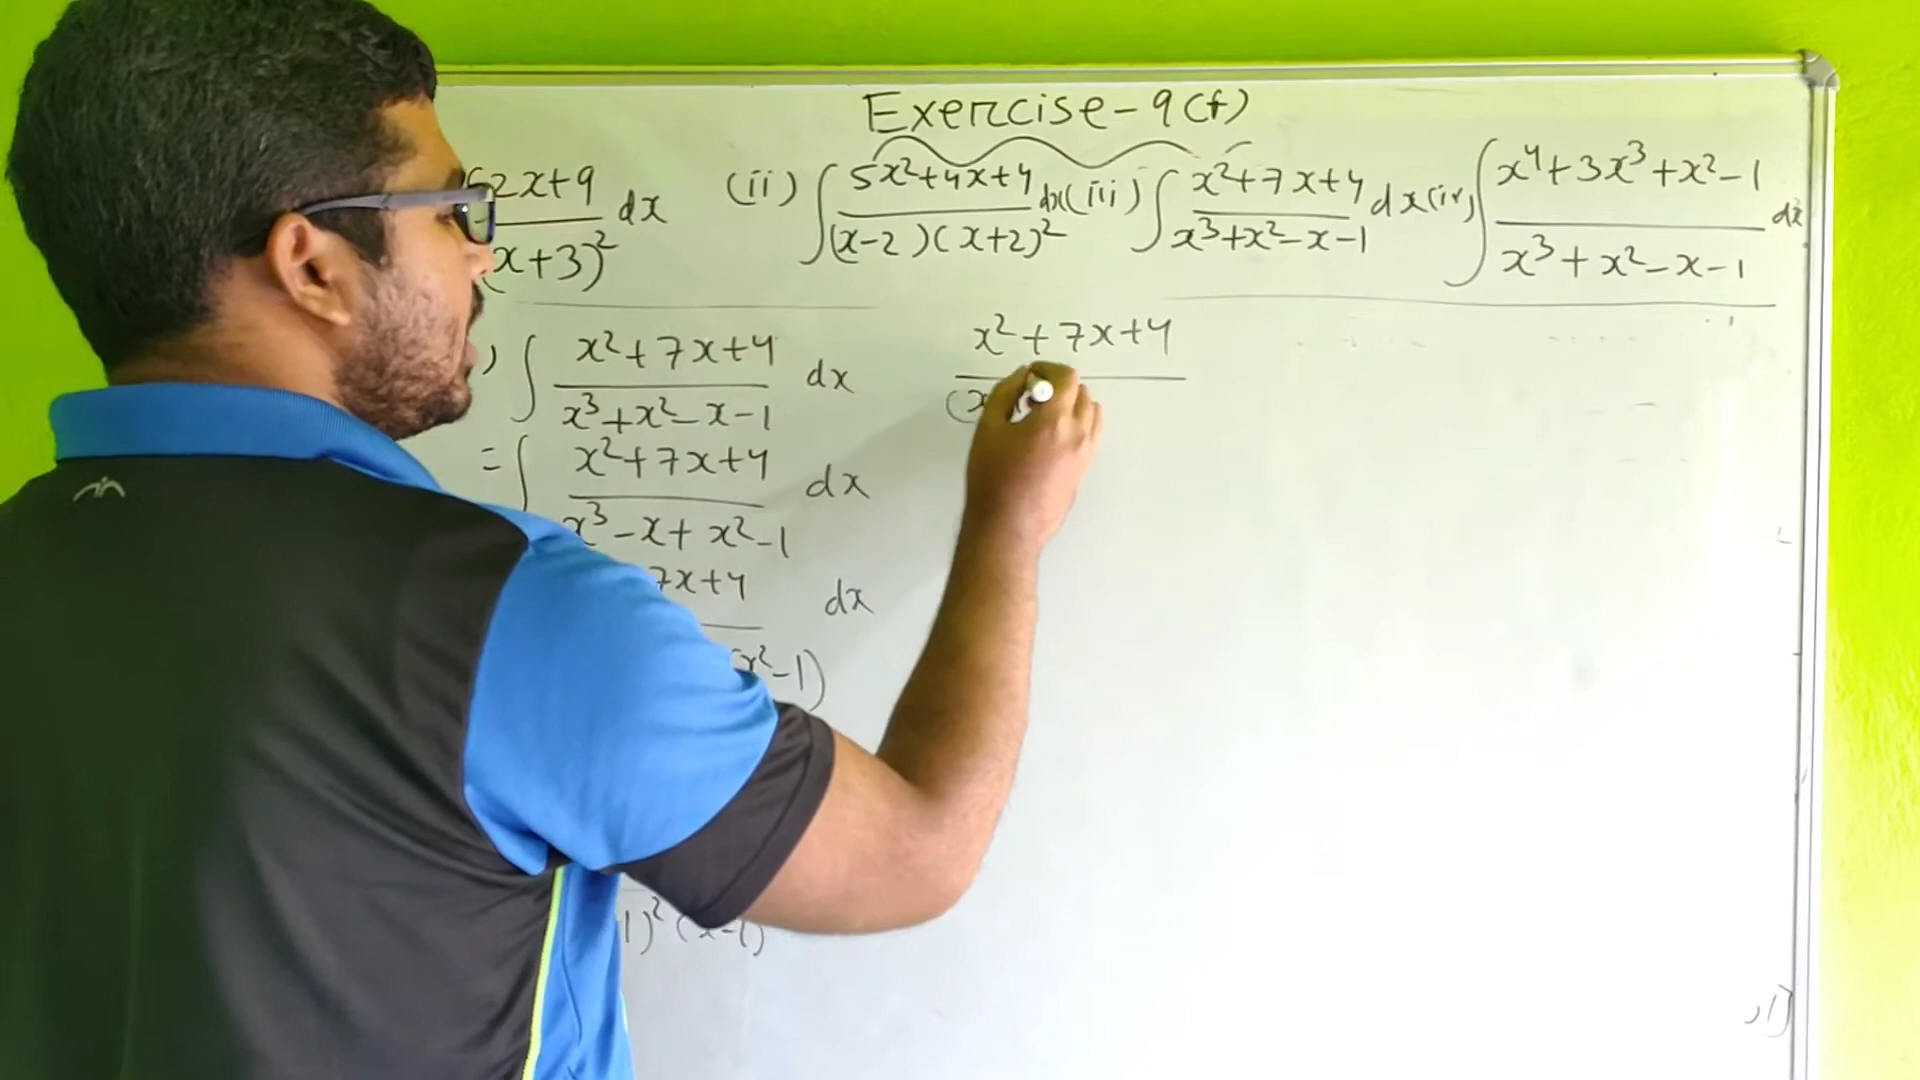 Exercise-9(f)
2x+9 / x+3)² dx (ii) ∫ 5x²+4x+4 / (x-2)(x+2)² dx (iii) ∫ x²+7x+4 / x³+x²-x-1 dx (iv) ∫ x⁴+3x³+x²-1 / x³+x²-x-1 dx
) ∫ x²+7x+4 / x³+x²-x-1 dx
= ∫ x²+7x+4 / x³-x+x²-1 dx
7x+4 / x²-1) dx
1)²(x-1)
x²+7x+4 / (x